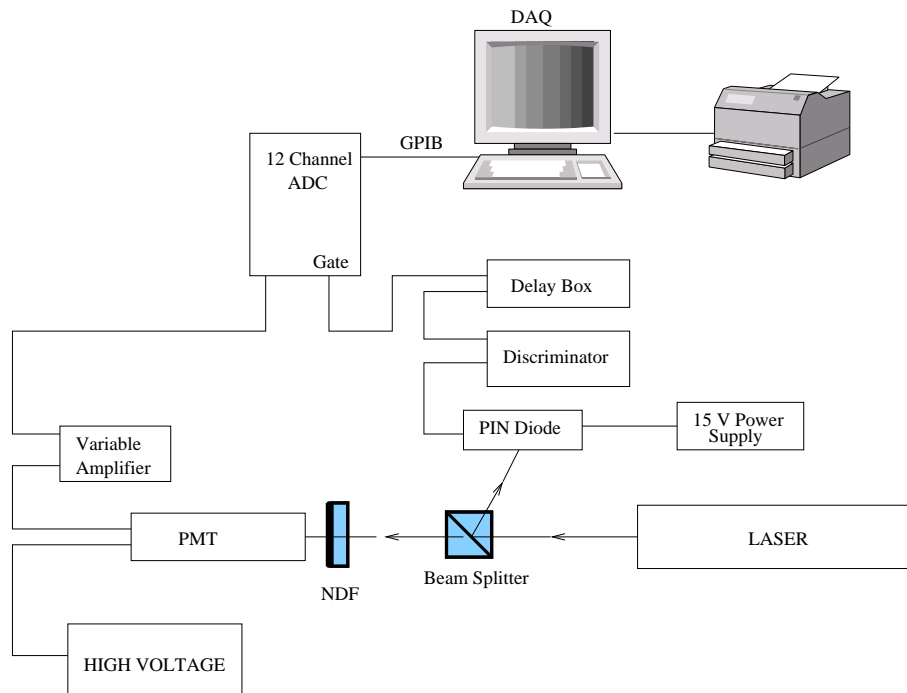 DAQ
GPIB
12 Channel
ADC
Gate
Delay Box
Discriminator
PIN Diode
15 V Power
Supply
Variable
Amplifier
PMT
NDF
Beam Splitter
LASER
HIGH VOLTAGE